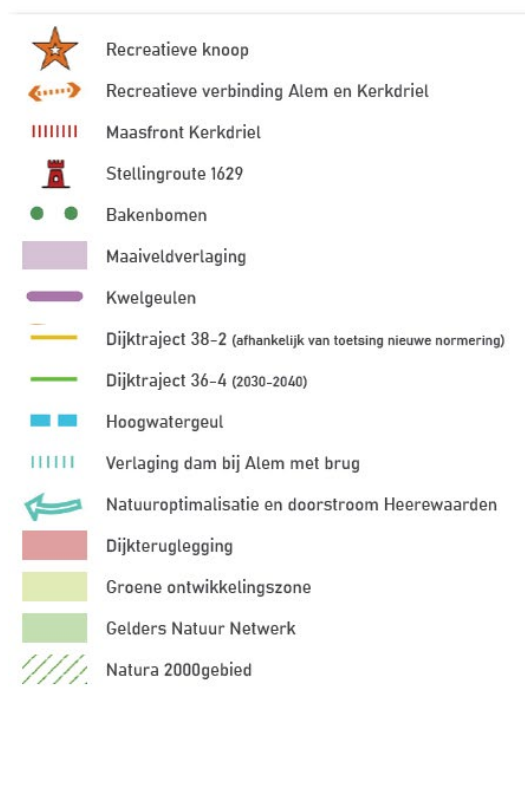 Recreatieve knoop
Recreatieve verbinding Alem en Kerkdriel
Maasfront Kerkdriel
Stellingroute 1629
Bakenbomen
Maaiveldverlaging
Kwelgeulen
Dijktraject 38-2 (afhankelijk van toetsing nieuwe normering)
Dijktraject 36-4 (2030-2040)
Hoogwatergeul
Verlaging dam bij Alem met brug
Natuuroptimalisatie en doorstroom Heerewaarden
Dijkteruglegging
Groene ontwikkelingszone
Gelders Natuur Netwerk
Natura 2000gebied